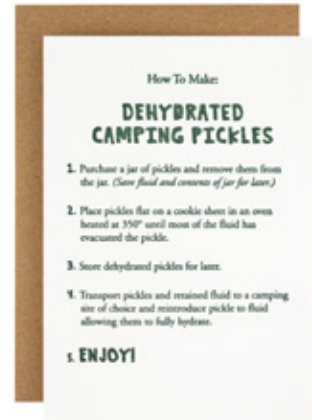 How To Make:
DEHYDRATED
CAMPING PICKLES
1. Purchase a jar of pickles and remove them from
the jar. (Save fluid and contents of jar for later.)
2. Place pickles flat on a cookie sheet in an oven
heated at 350° until most of the fluid has
evacuated the pickle.
3. Store dehydrated pickles for later.
4. Transport pickles and retained fluid to a camping
site of choice and reintroduce pickle to fluid
allowing them to fully hydrate.
5. ENJOY!